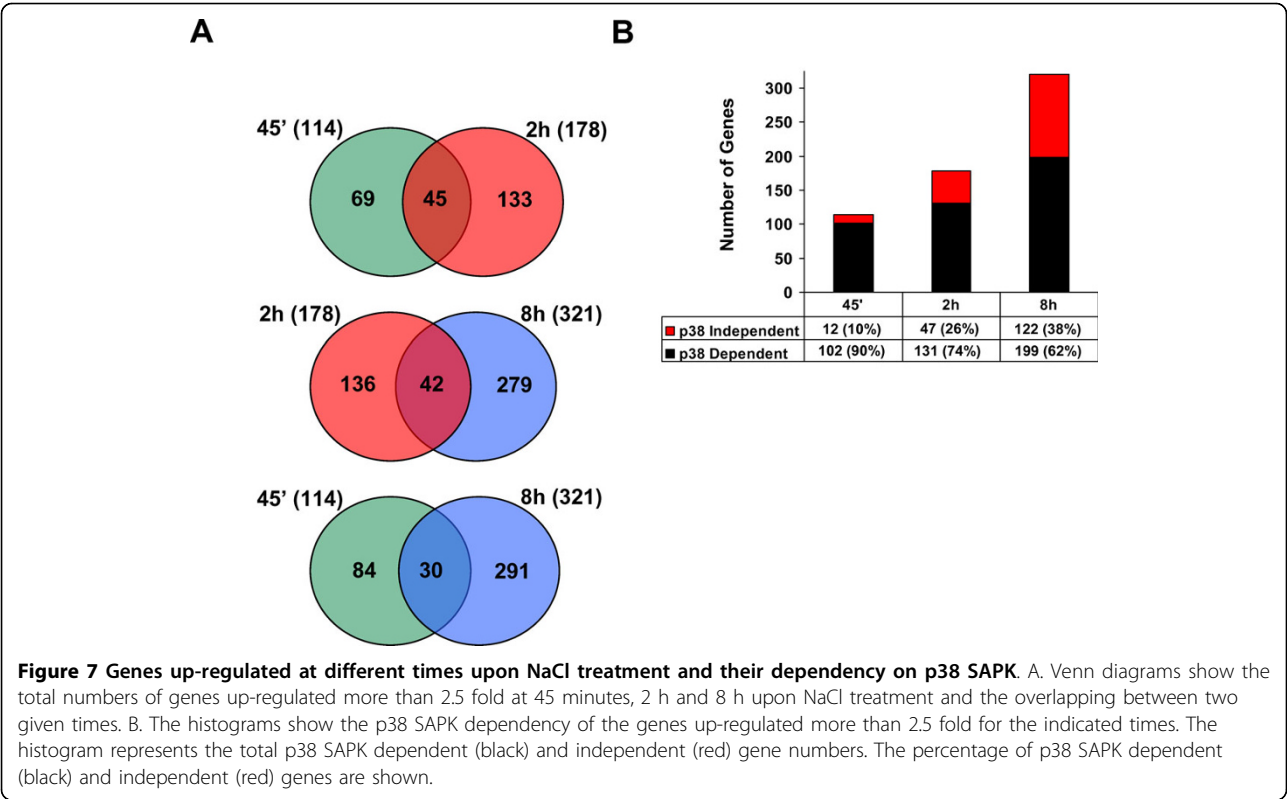 A
B
45' (114)
2h (178)
69
45
133
2h (178)
8h (321)
136
42
279
45' (114)
8h (321)
84
30
291
Number of Genes
300
250
200
150
100
50
0
45' 2h 8h
p38 Independent 12 (10%) 47 (26%) 122 (38%)
p38 Dependent 102 (90%) 131 (74%) 199 (62%)
Figure 7 Genes up-regulated at different times upon NaCl treatment and their dependency on p38 SAPK. A. Venn diagrams show the
total numbers of genes up-regulated more than 2.5 fold at 45 minutes, 2 h and 8 h upon NaCl treatment and the overlapping between two
given times. B. The histograms show the p38 SAPK dependency of the genes up-regulated more than 2.5 fold for the indicated times. The
histogram represents the total p38 SAPK dependent (black) and independent (red) gene numbers. The percentage of p38 SAPK dependent
(black) and independent (red) genes are shown.